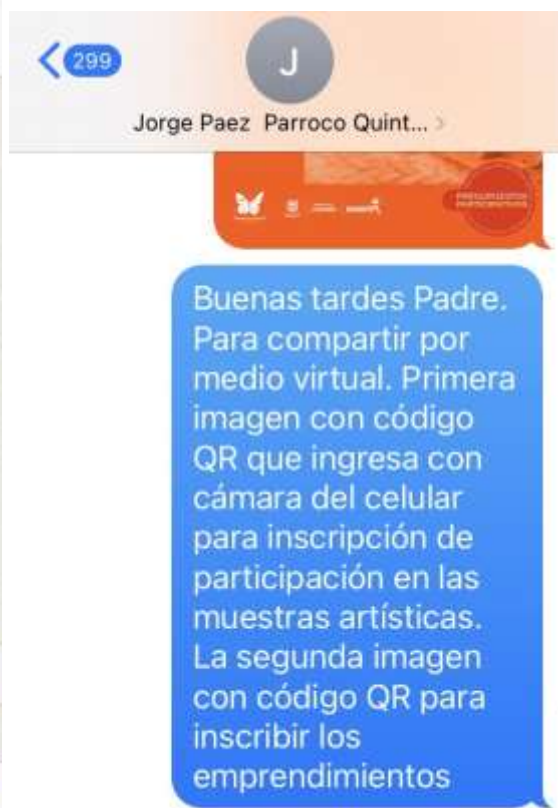 299
J
Jorge Paez Parroco Quint...
PRESUPUESTOS
PARTICIPATIVOS
Buenas tardes Padre.
Para compartir por
medio virtual. Primera
imagen con código
QR que ingresa con
cámara del celular
para inscripción de
participación en las
muestras artísticas.
La segunda imagen
con código QR para
inscribir los
emprendimientos